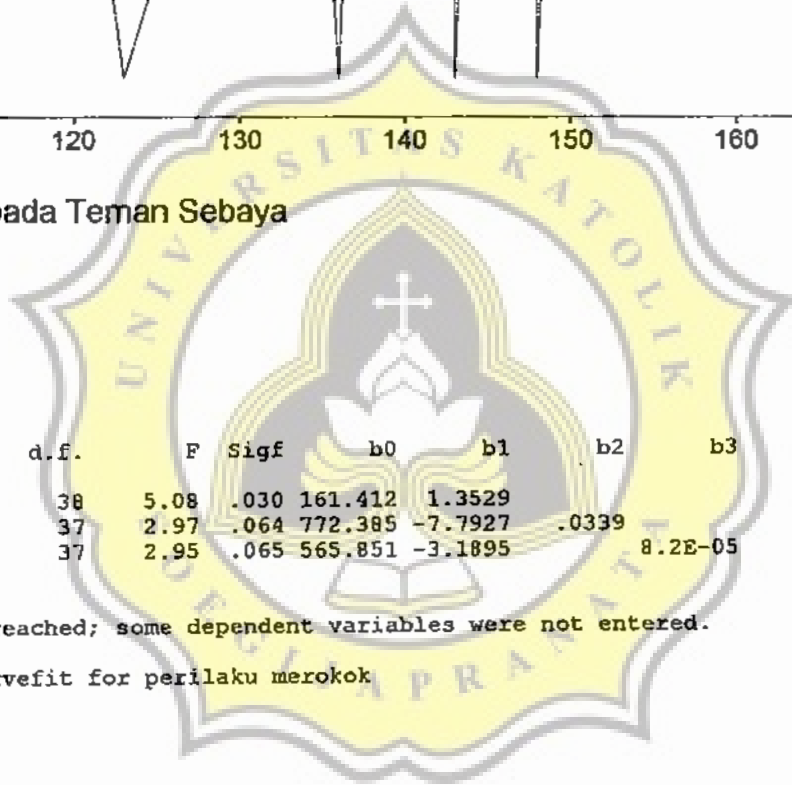 120 130 140 150 160
pada Teman Sebaya
UNIVERSITAS KATOLIK
d.f. F Sigf b0 b1 b2 b3
38 5.08 .030 161.412 1.3529
37 2.97 .064 772.385 -7.7927 .0339
37 2.95 .065 565.851 -3.1895 8.2E-05
SOEGIJAPRANATA
reached; some dependent variables were not entered.
rvefit for perilaku merokok